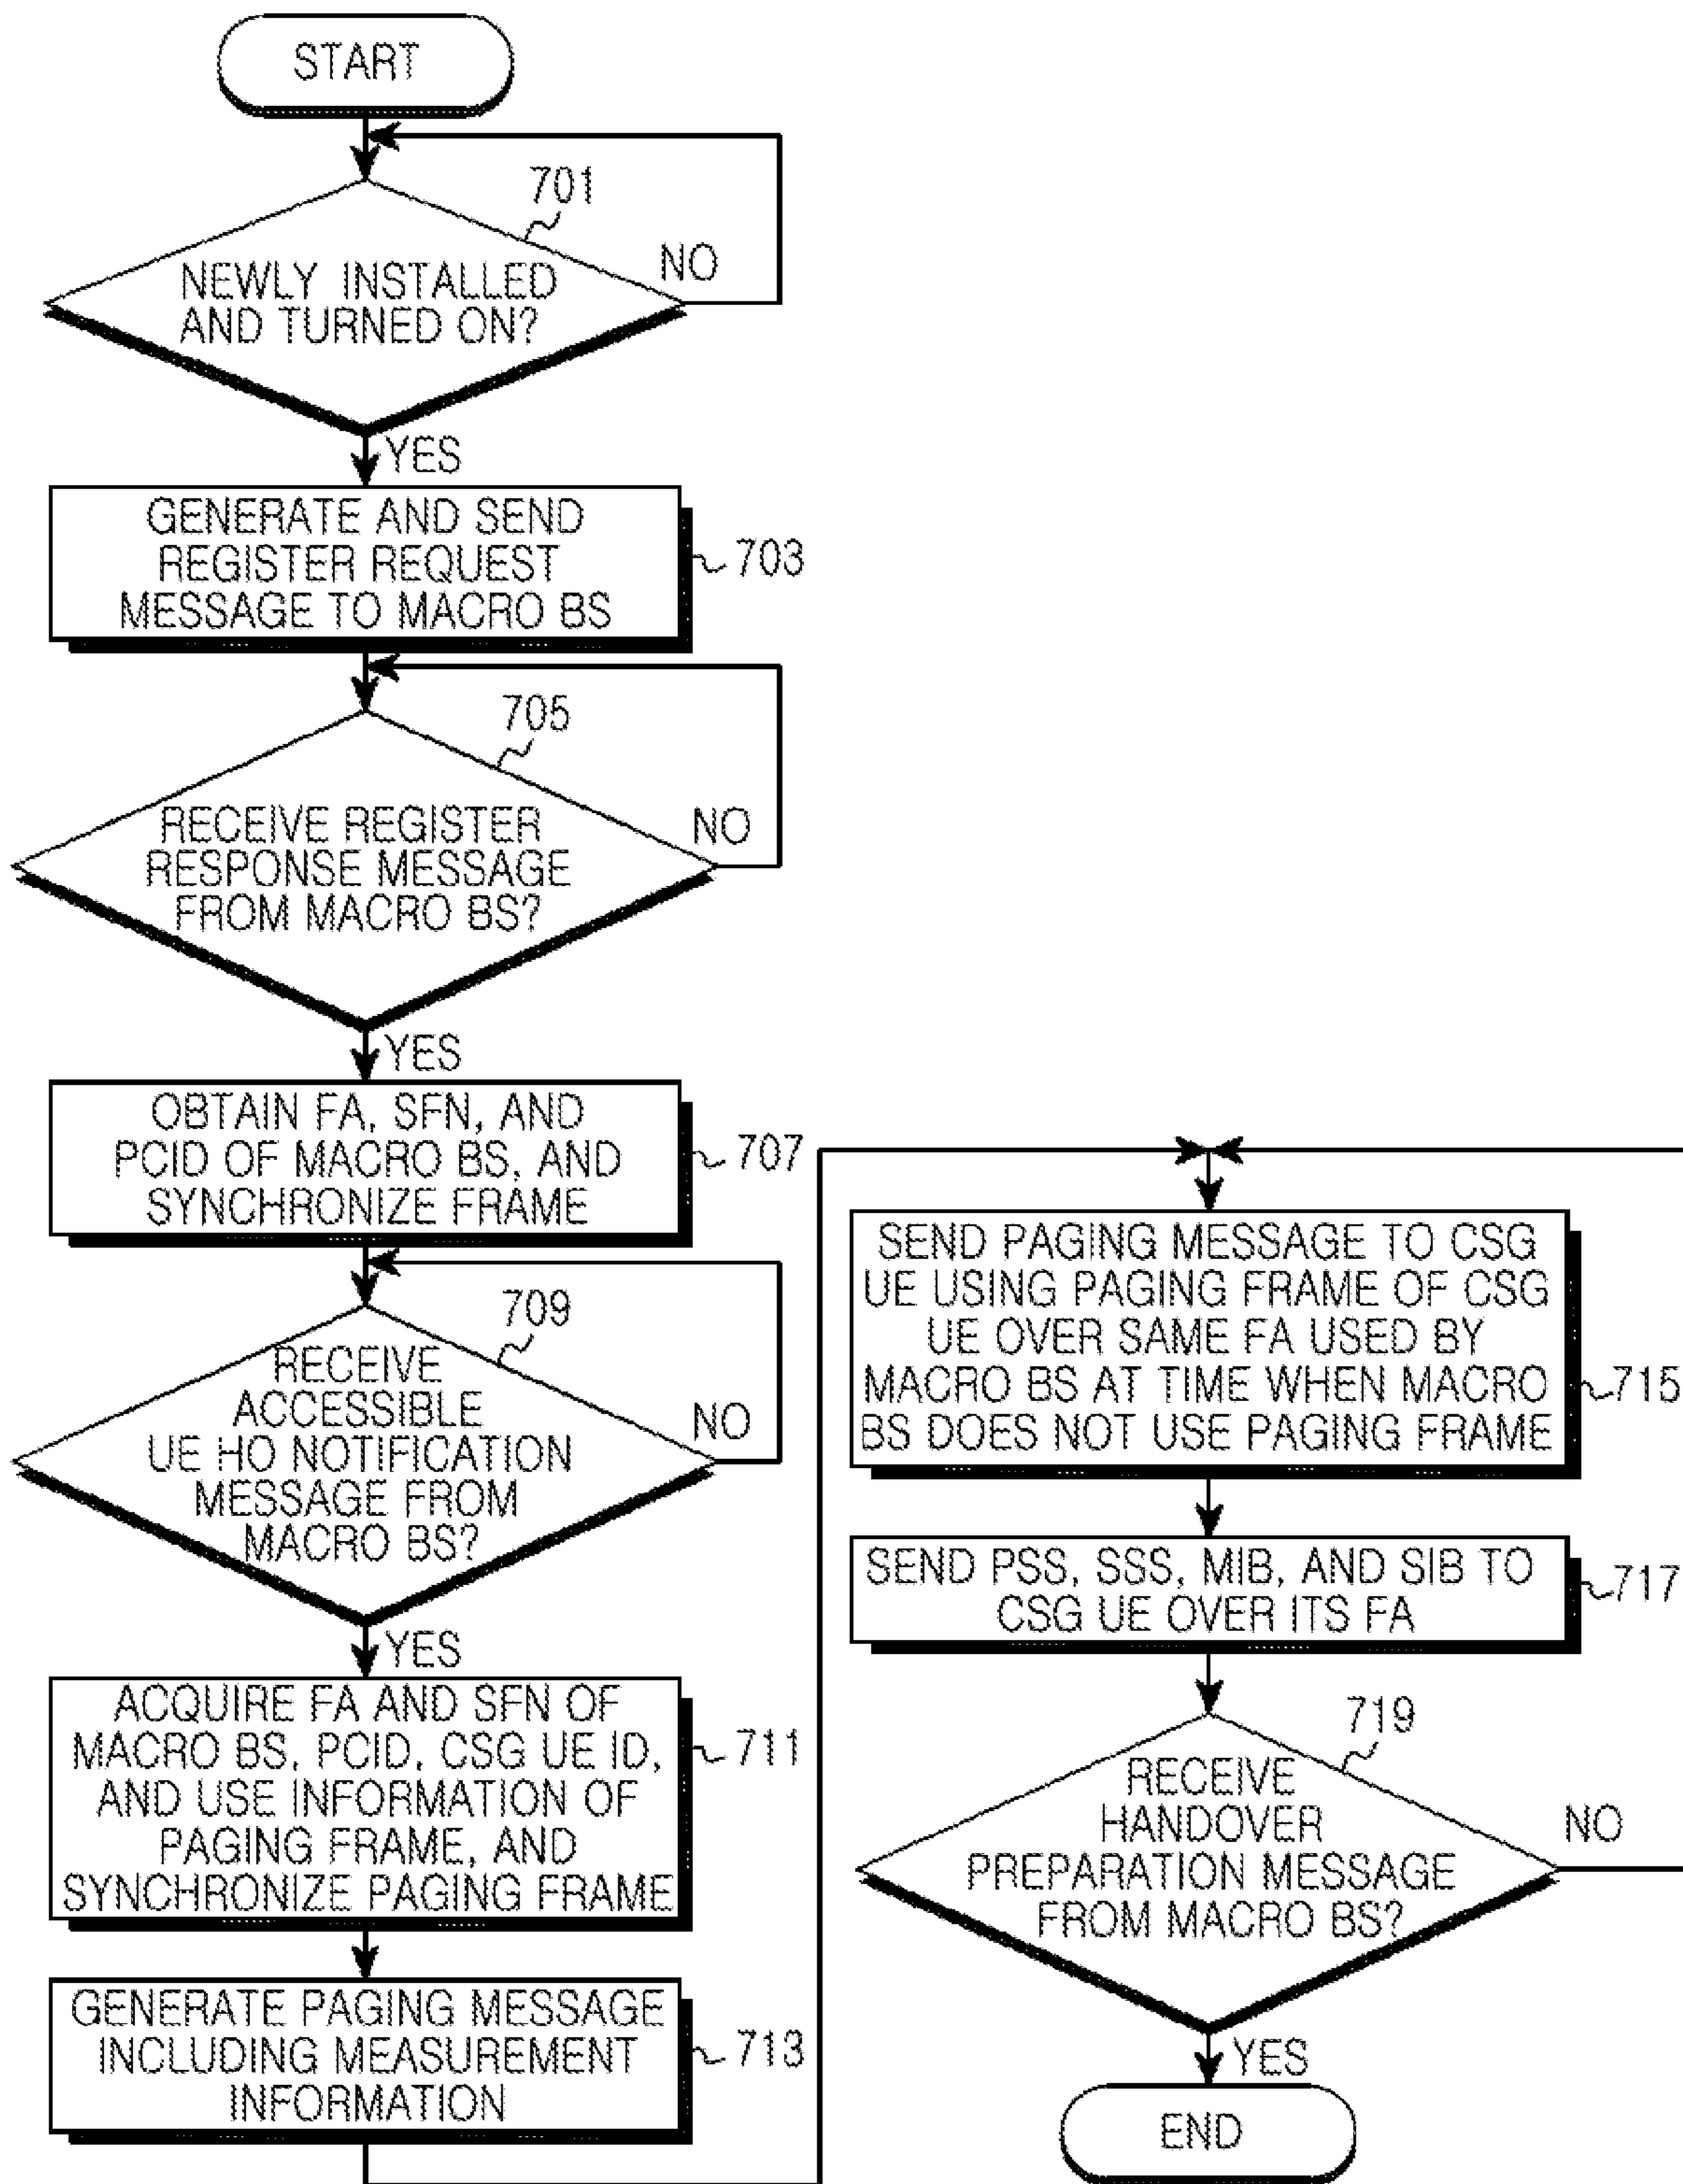 START
701
NEWLY INSTALLED
AND TURNED ON?
NO
YES
GENERATE AND SEND
REGISTER REQUEST
MESSAGE TO MACRO BS
703
705
RECEIVE REGISTER
RESPONSE MESSAGE
FROM MACRO BS?
NO
YES
OBTAIN FA, SFN, AND
PCID OF MACRO BS, AND
SYNCHRONIZE FRAME
707
709
RECEIVE
ACCESSIBLE
UE HO NOTIFICATION
MESSAGE FROM
MACRO BS?
NO
YES
ACQUIRE FA AND SFN OF
MACRO BS, PCID, CSG UE ID,
AND USE INFORMATION OF
PAGING FRAME, AND
SYNCHRONIZE PAGING FRAME
711
GENERATE PAGING MESSAGE
INCLUDING MEASUREMENT
INFORMATION
713
SEND PAGING MESSAGE TO CSG
UE USING PAGING FRAME OF CSG
UE OVER SAME FA USED BY
MACRO BS AT TIME WHEN MACRO
BS DOES NOT USE PAGING FRAME
715
SEND PSS, SSS, MIB, AND SIB TO
CSG UE OVER ITS FA
717
719
RECEIVE
HANDOVER
PREPARATION MESSAGE
FROM MACRO BS?
NO
YES
END